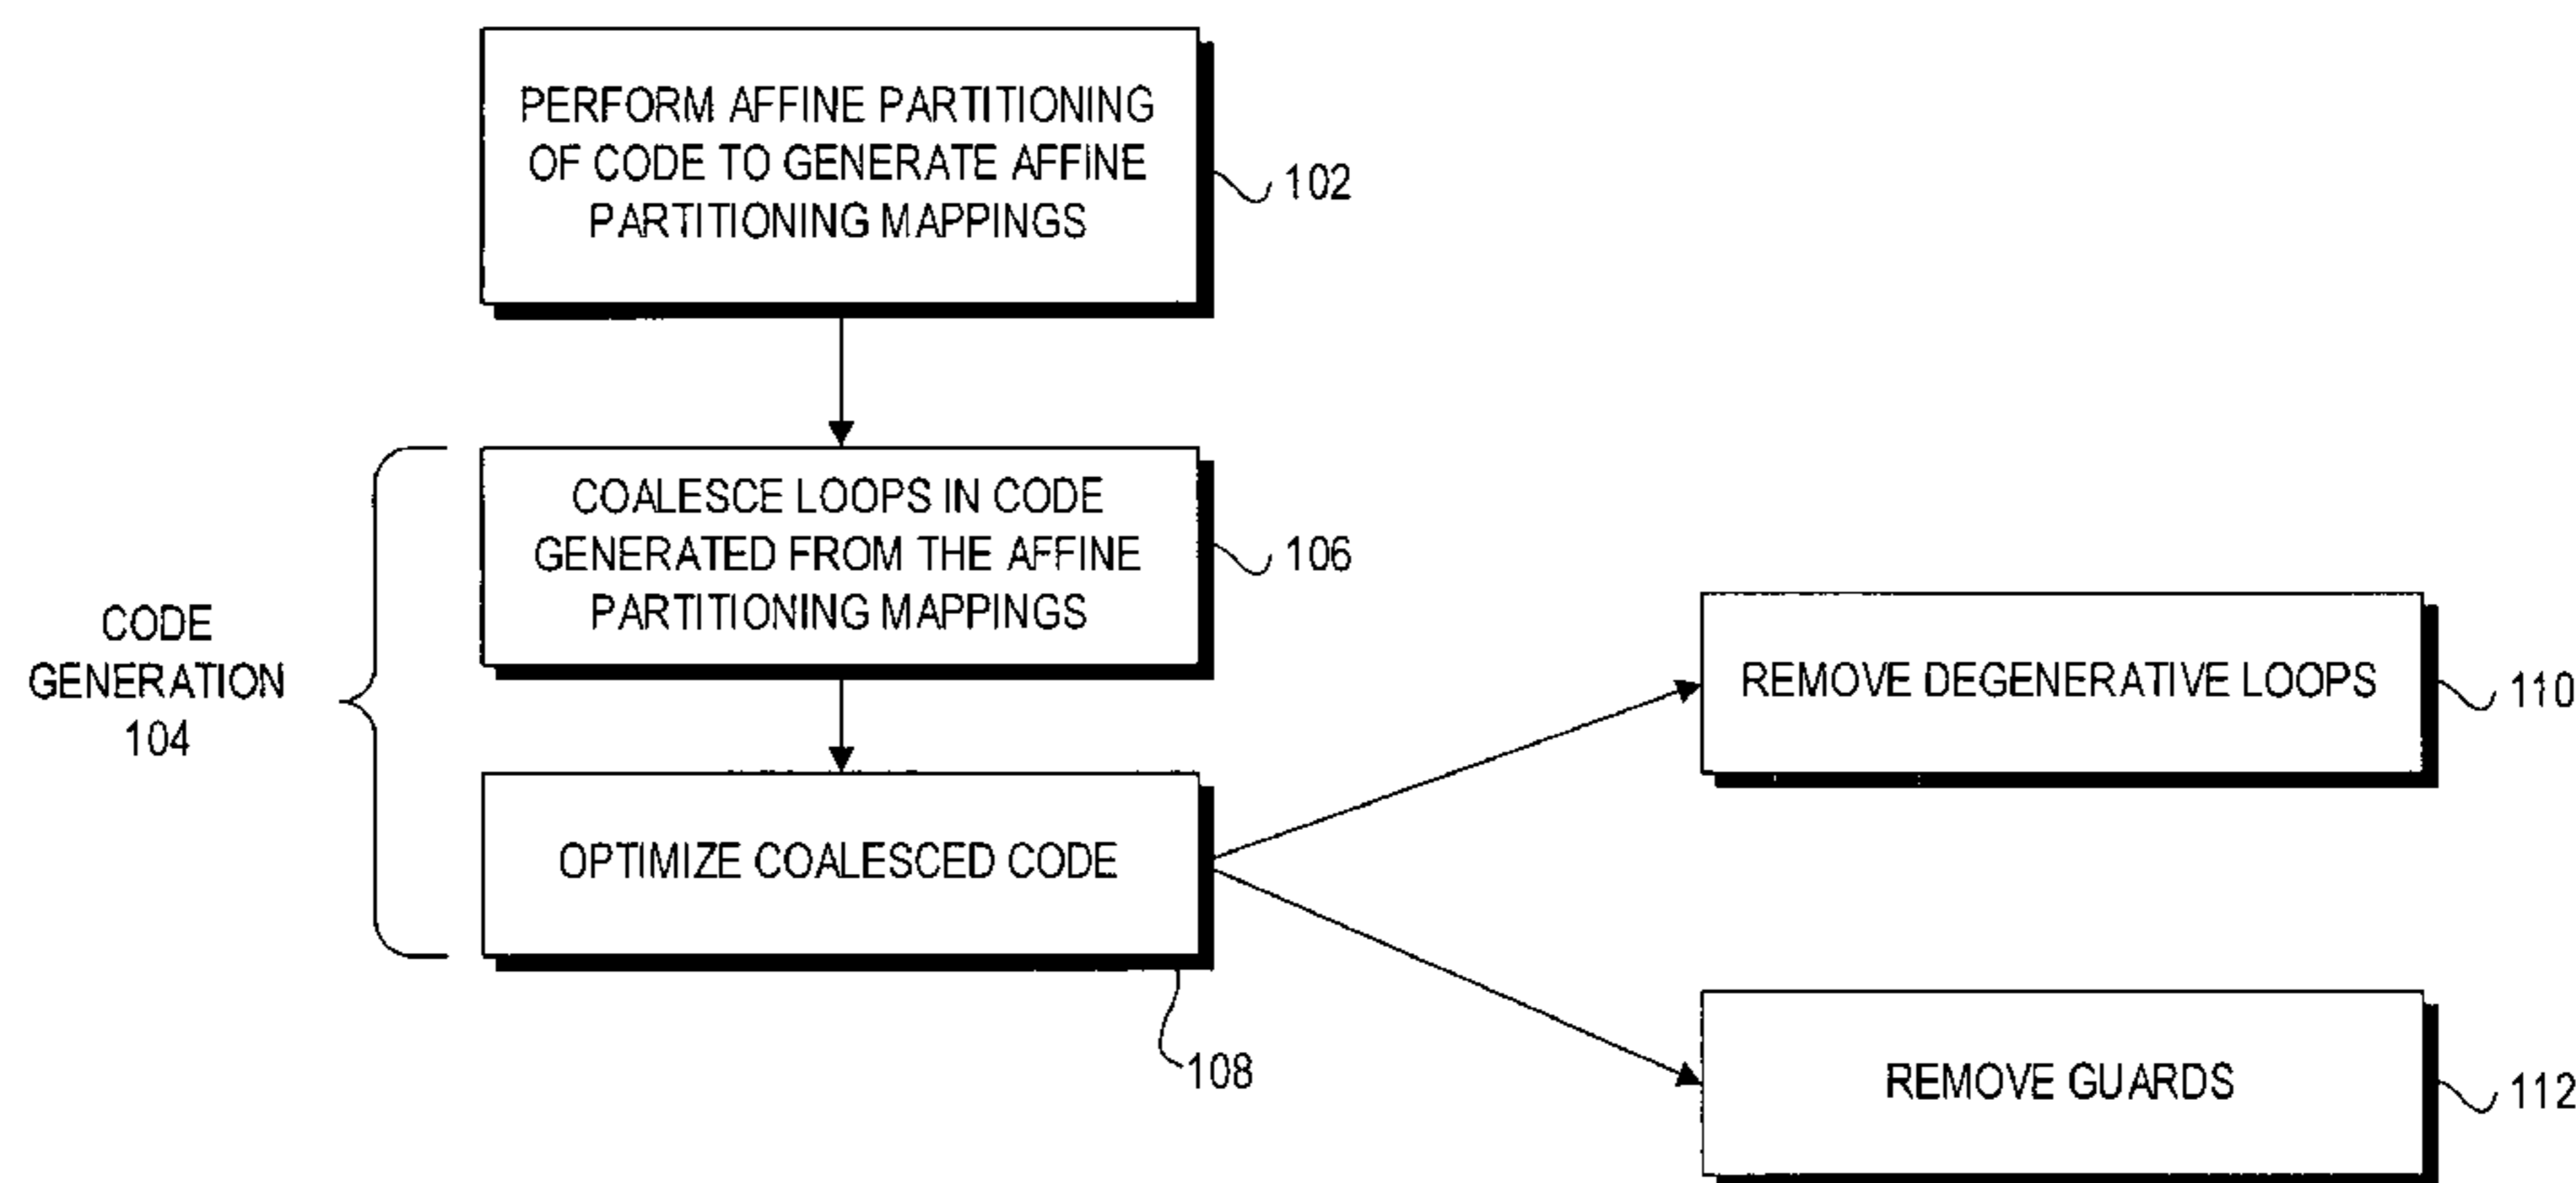 PERFORM AFFINE PARTITIONING
OF CODE TO GENERATE AFFINE
PARTITIONING MAPPINGS
102
COALESCE LOOPS IN CODE
GENERATED FROM THE AFFINE
PARTITIONING MAPPINGS
106
CODE
GENERATION
104
OPTIMIZE COALESCED CODE
108
REMOVE DEGENERATIVE LOOPS
110
REMOVE GUARDS
112